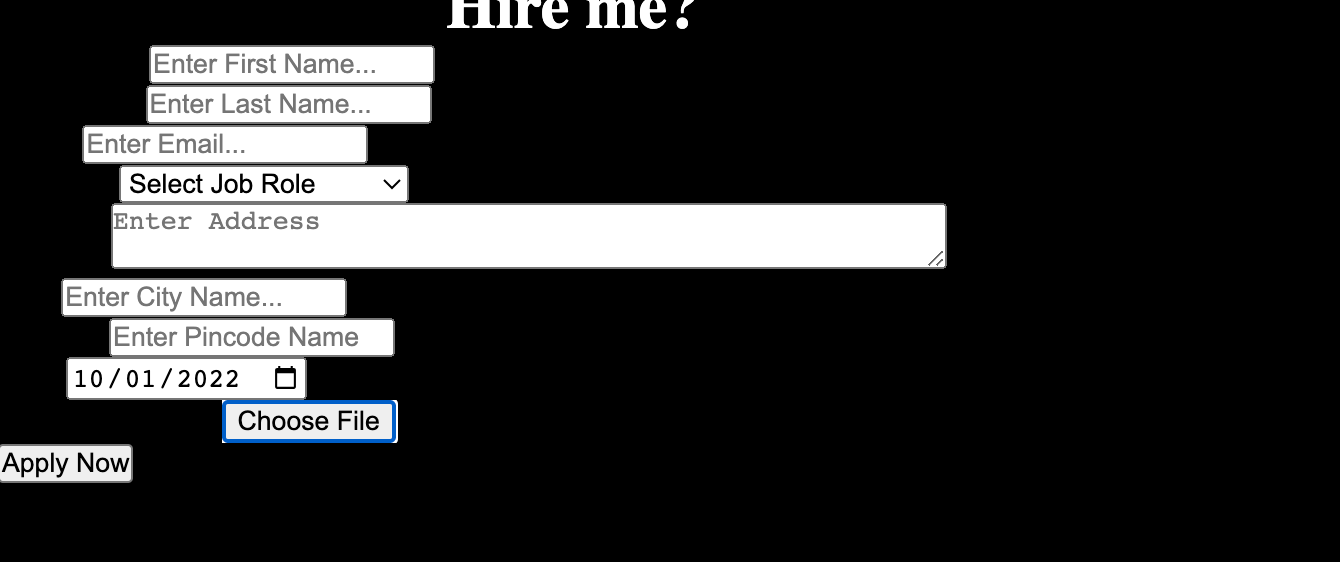 Hire me?
Enter First Name...
Enter Last Name...
Enter Email...
Select Job Role
Enter Address
Enter City Name...
Enter Pincode Name
10/01/2022
Choose File
Apply Now